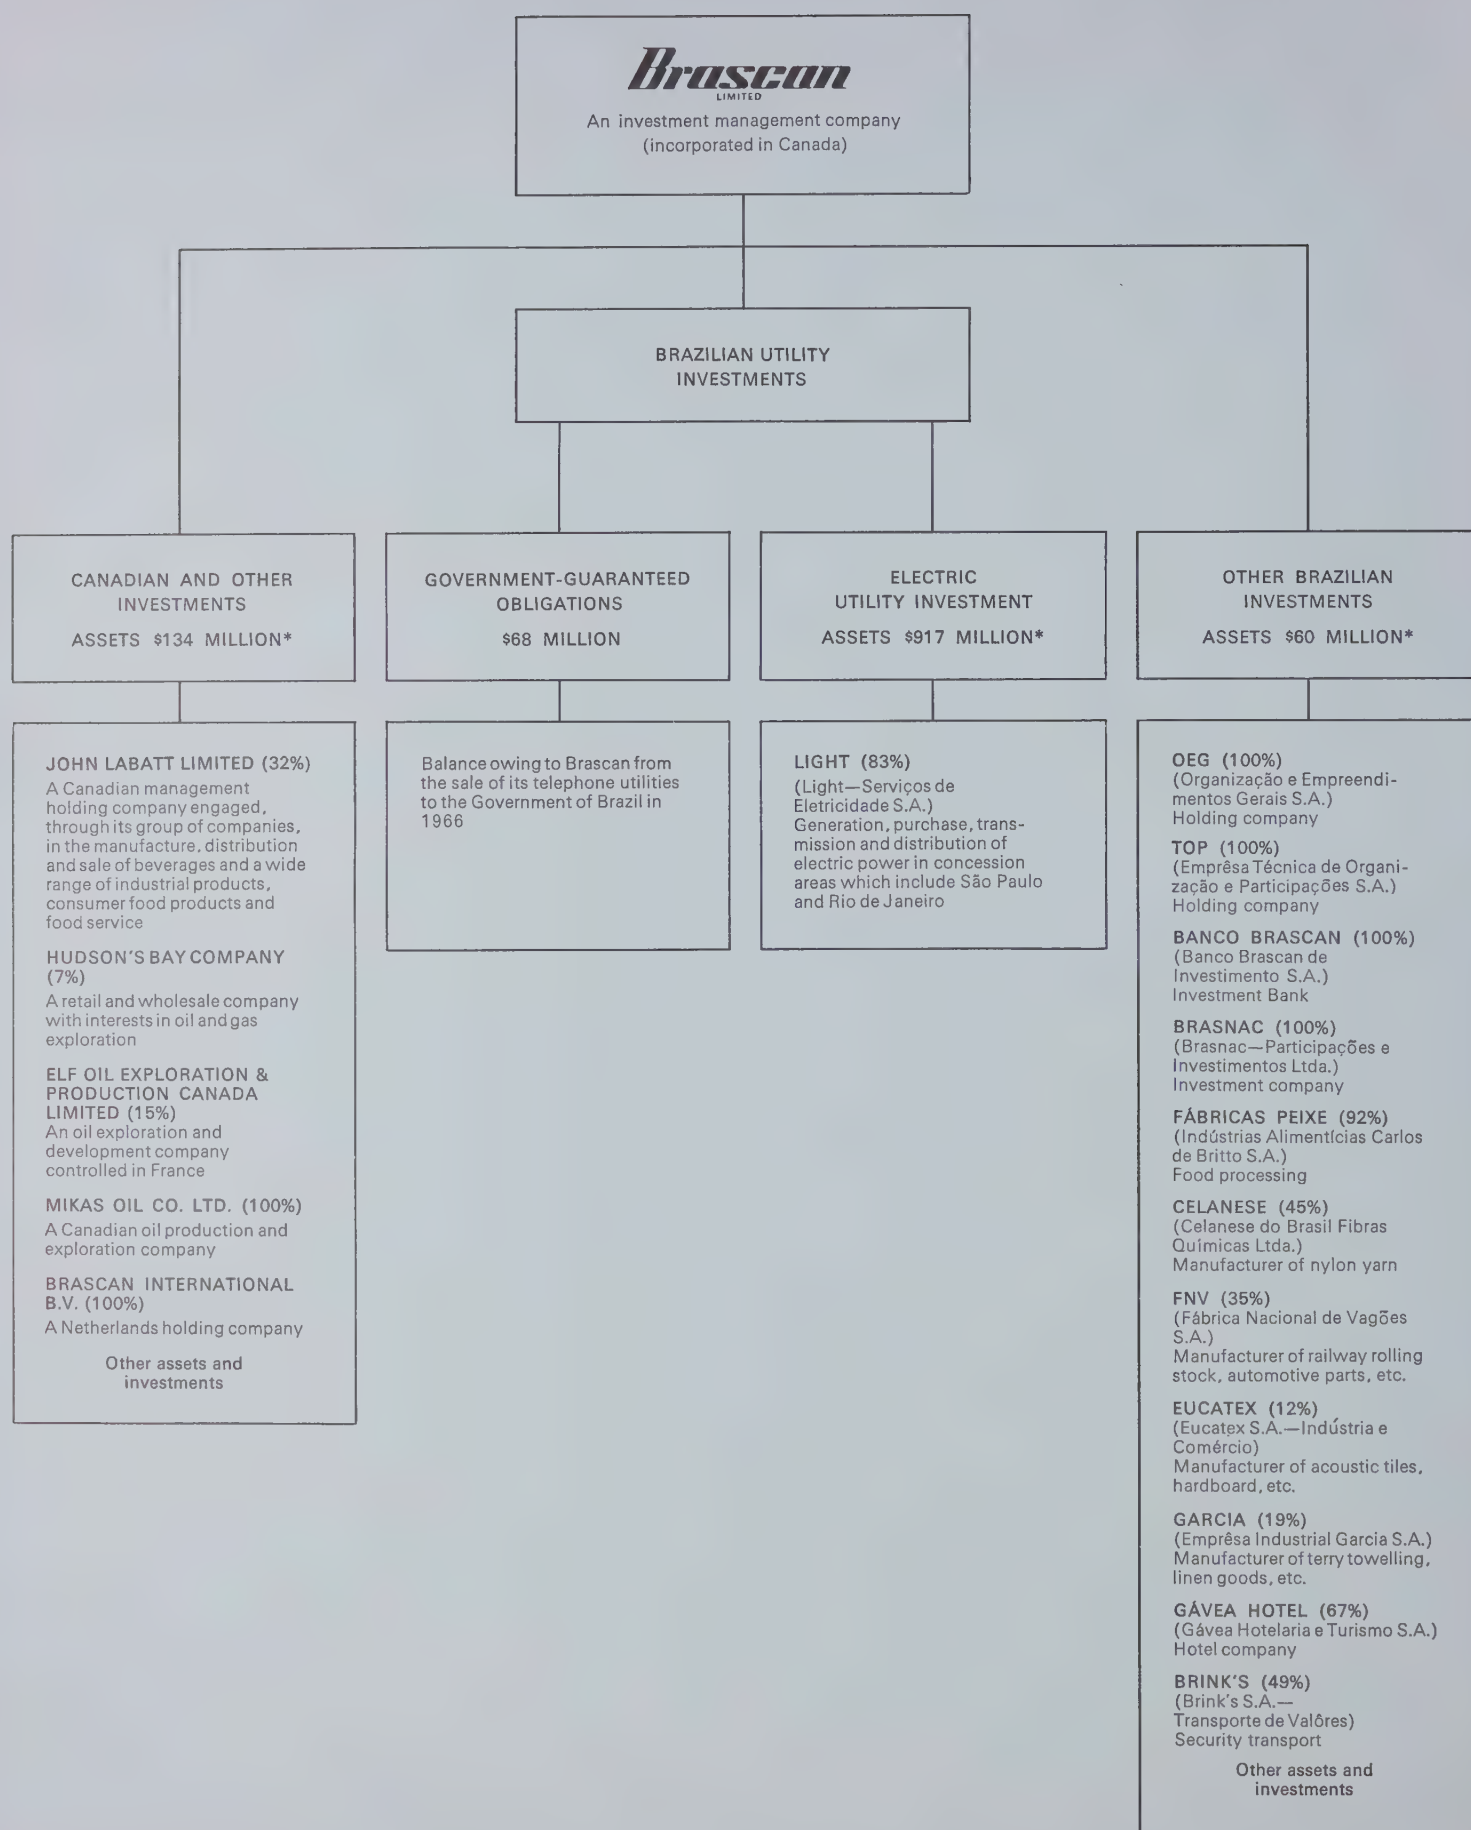 Brascan
LIMITED
An investment management company
(incorporated in Canada)
BRAZILIAN UTILITY
INVESTMENTS
CANADIAN AND OTHER
INVESTMENTS
ASSETS $134 MILLION*
GOVERNMENT-GUARANTEED
OBLIGATIONS
$68 MILLION
ELECTRIC
UTILITY INVESTMENT
ASSETS $917 MILLION*
OTHER BRAZILIAN
INVESTMENTS
ASSETS $60 MILLION*
JOHN LABATT LIMITED (32%)
A Canadian management
holding company engaged,
through its group of companies,
in the manufacture, distribution
and sale of beverages and a wide
range of industrial products,
consumer food products and
food service
HUDSON'S BAY COMPANY
(7%)
A retail and wholesale company
with interests in oil and gas
exploration
ELF OIL EXPLORATION &
PRODUCTION CANADA
LIMITED (15%)
An oil exploration and
development company
controlled in France
MIKAS OIL CO. LTD. (100%)
A Canadian oil production and
exploration company
BRASCAN INTERNATIONAL
B.V. (100%)
A Netherlands holding company
Other assets and
investments
Balance owing to Brascan from
the sale of its telephone utilities
to the Government of Brazil in
1966
LIGHT (83%)
(Light—Serviços de
Eletricidade S.A.)
Generation, purchase, trans-
mission and distribution of
electric power in concession
areas which include São Paulo
and Rio de Janeiro
OEG (100%)
(Organização e Empreendi-
mentos Gerais S.A.)
Holding company
TOP (100%)
(Emprêsa Técnica de Organi-
zação e Participações S.A.)
Holding company
BANCO BRASCAN (100%)
(Banco Brascan de
Investimento S.A.)
Investment Bank
BRASNAC (100%)
(Brasnac—Participações e
Investimentos Ltda.)
Investment company
FÁBRICAS PEIXE (92%)
(Indústrias Alimentícias Carlos
de Britto S.A.)
Food processing
CELANESE (45%)
(Celanese do Brasil Fibras
Químicas Ltda.)
Manufacturer of nylon yarn
FNV (35%)
(Fábrica Nacional de Vagões
S.A.)
Manufacturer of railway rolling
stock, automotive parts, etc.
EUCATEX (12%)
(Eucatex S.A.—Indústria e
Comércio)
Manufacturer of acoustic tiles,
hardboard, etc.
GARCIA (19%)
(Emprêsa Industrial Garcia S.A.)
Manufacturer of terry towelling,
linen goods, etc.
GÁVEA HOTEL (67%)
(Gávea Hotelaria e Turismo S.A.)
Hotel company
BRINK'S (49%)
(Brink's S.A.—
Transporte de Valôres)
Security transport
Other assets and
investments